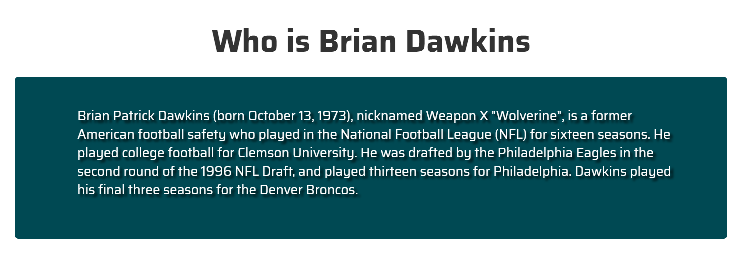 Who is Brian Dawkins
Brian Patrick Dawkins (born October 13, 1973), nicknamed Weapon X "Wolverine", is a former
American football safety who played in the National Football League (NFL) for sixteen seasons. He
played college football for Clemson University. He was drafted by the Philadelphia Eagles in the
second round of the 1996 NFL Draft, and played thirteen seasons for Philadelphia. Dawkins played
his final three seasons for the Denver Broncos.